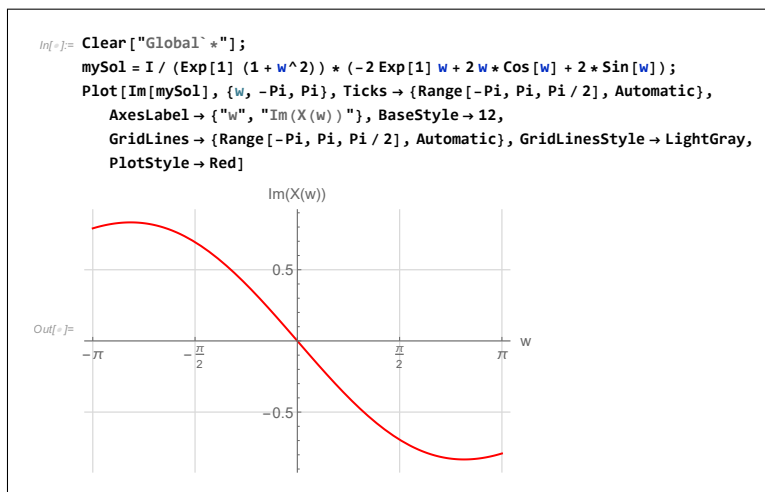 In[∘]:= Clear["Global`*"];
mySol = I / (Exp[1] (1 + w^2)) * (-2 Exp[1] w + 2 w * Cos[w] + 2 * Sin[w]);
Plot[Im[mySol], {w, -Pi, Pi}, Ticks → {Range[-Pi, Pi, Pi / 2], Automatic},
AxesLabel → {"w", "Im(X(w))"}, BaseStyle → 12,
GridLines → {Range[-Pi, Pi, Pi / 2], Automatic}, GridLinesStyle → LightGray,
PlotStyle → Red]
Im(X(w))
0.5
Out[∘]=
w
-π
-π/2
π/2
π
-0.5